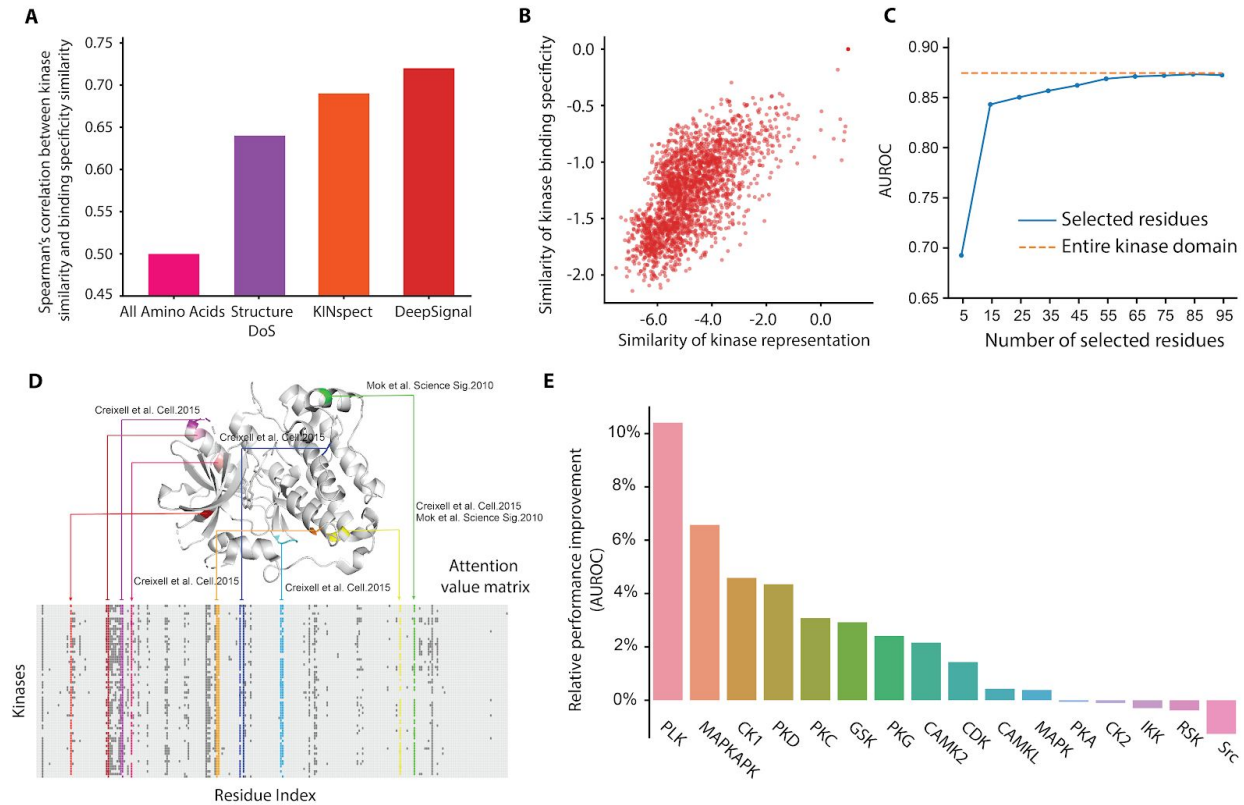 A
Spearman's correlation between kinase
similarity and binding specificity similarity
0.75
0.70
0.65
0.60
0.55
0.50
0.45
All Amino Acids
Structure
DoS
KINspect
DeepSignal
B
Similarity of kinase binding specificity
0.0
-0.5
-1.0
-1.5
-2.0
-6.0
-4.0
-2.0
0.0
Similarity of kinase representation
C
AUROC
0.90
0.85
0.80
0.75
0.70
0.65
Selected residues
Entire kinase domain
5
15
25
35
45
55
65
75
85
95
Number of selected residues
D
Mok et al. Science Sig.2010
Creixell et al. Cell.2015
Creixell et al. Cell.2015
Creixell et al. Cell.2015
Mok et al. Science Sig.2010
Creixell et al. Cell.2015
Creixell et al. Cell.2015
Attention
value matrix
Kinases
Residue Index
E
Relative performance improvement
(AUROC)
10%
8%
6%
4%
2%
0%
PLK
MAPKAPK
CK1
PKD
PKC
GSK
PKG
CAMK2
CDK
CAMKL
MAPK
PKA
CK2
IKK
RSK
Src